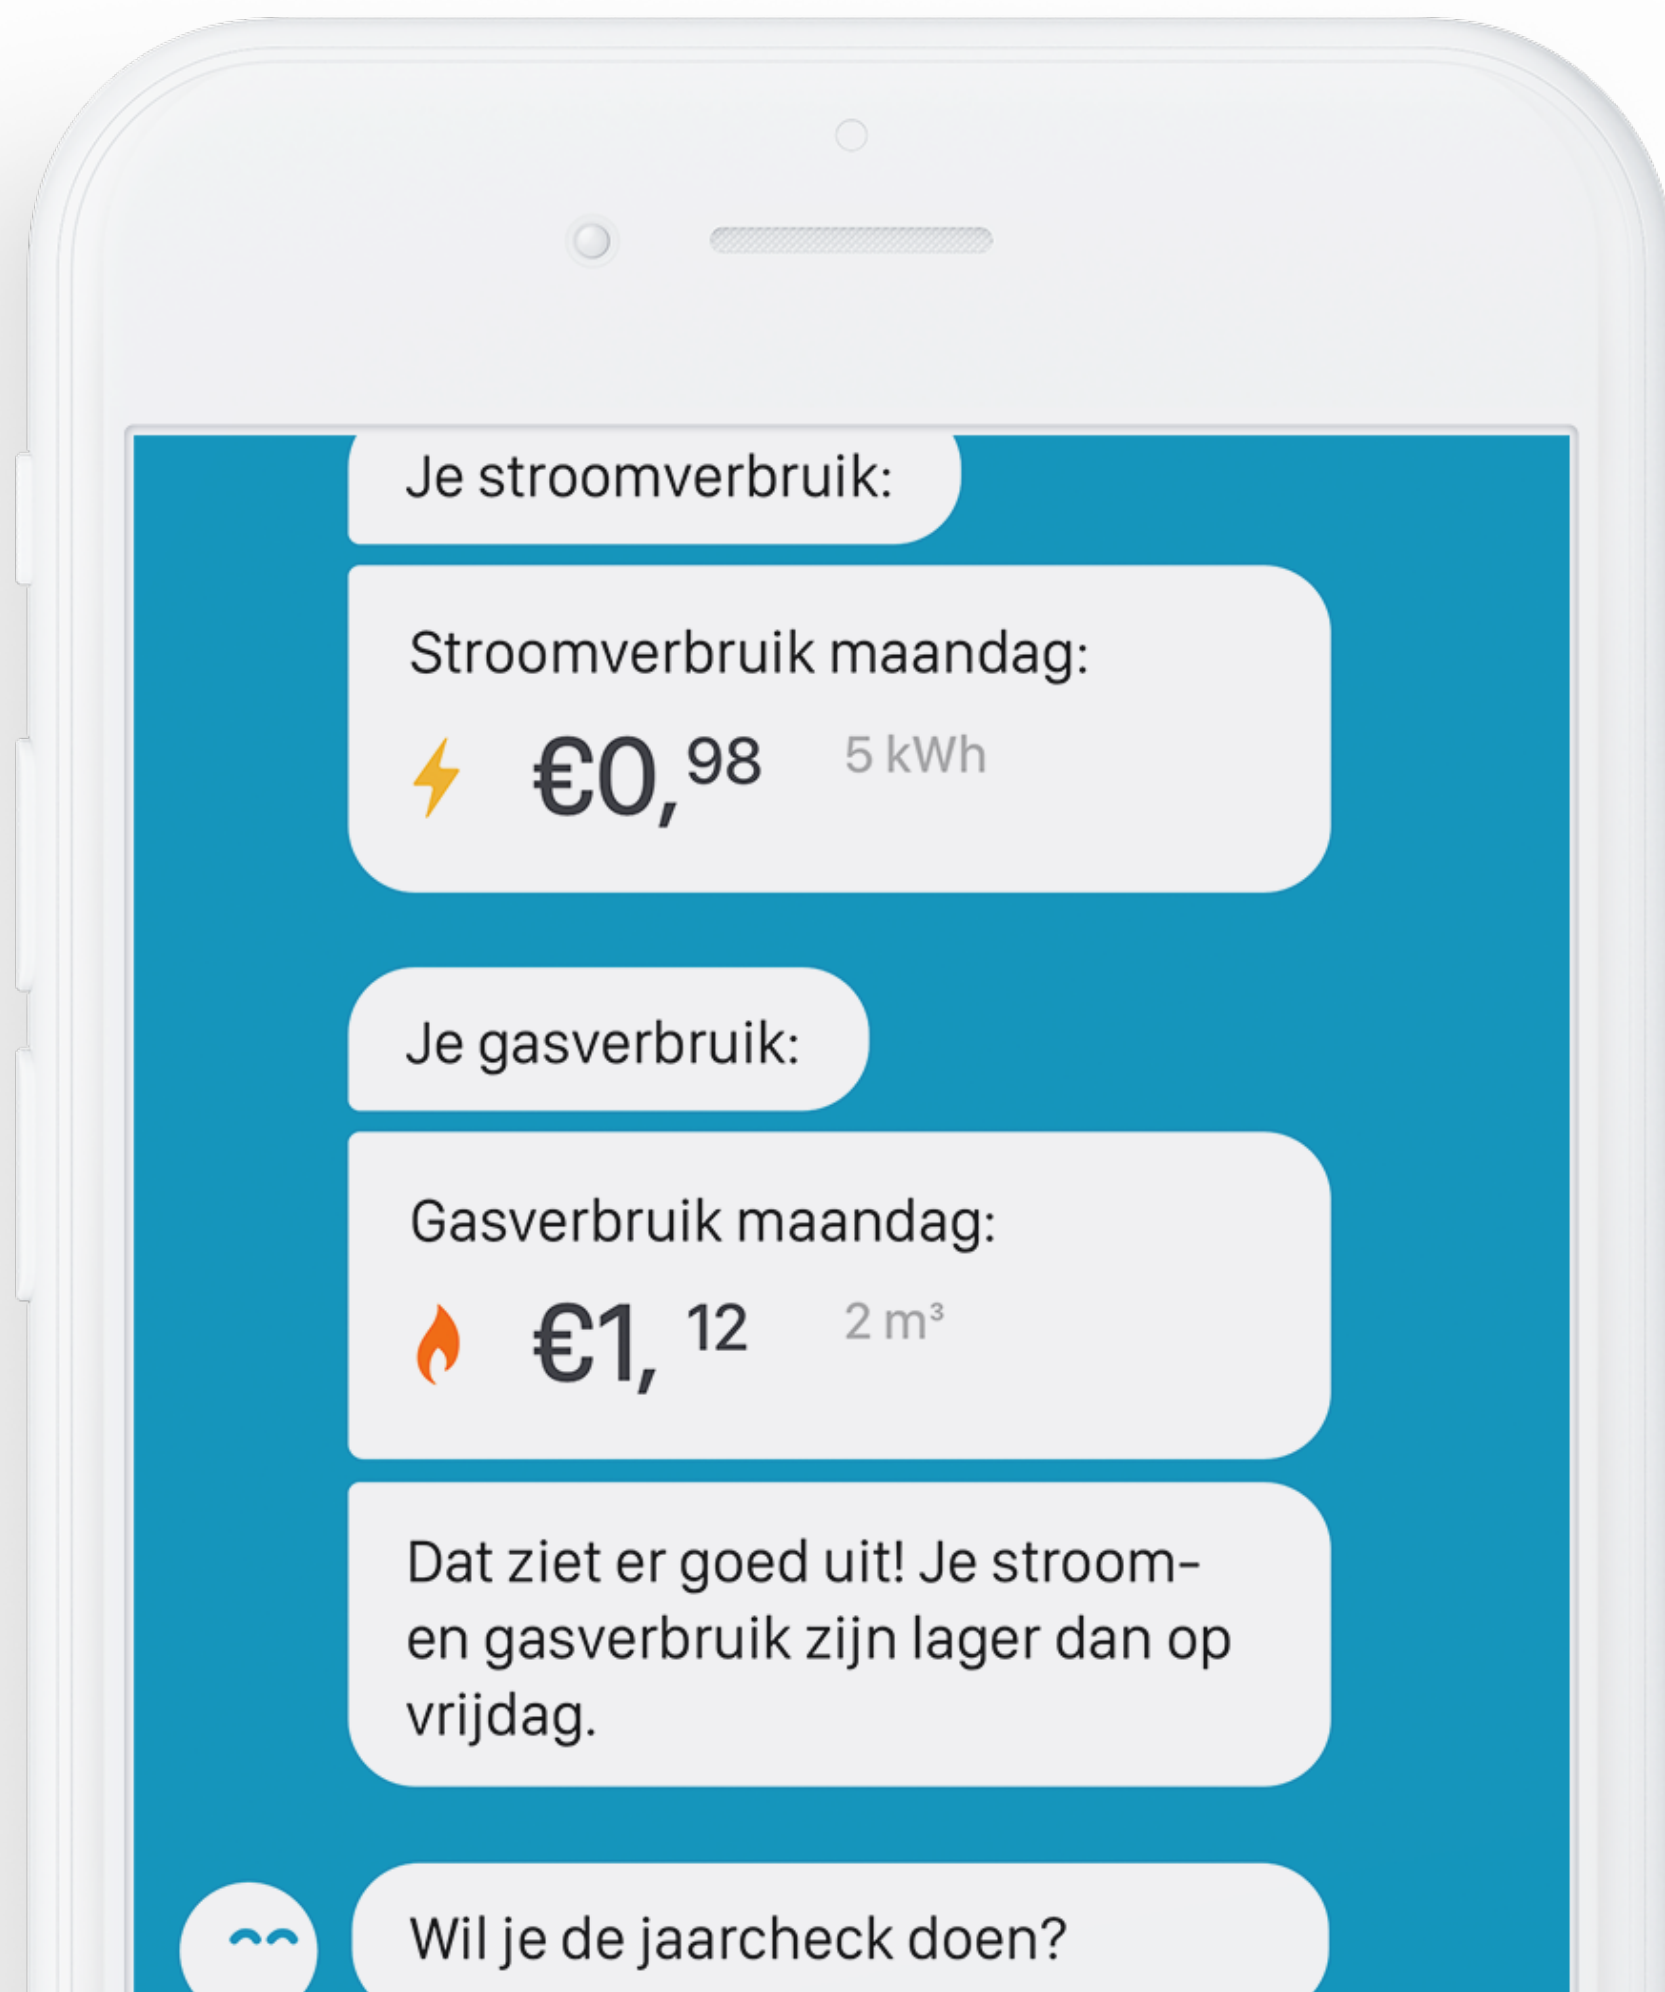 Je stroomverbruik:
Stroomverbruik maandag:
€0,98 5 kWh
Je gasverbruik:
Gasverbruik maandag:
€1, 12 2 m³
Dat ziet er goed uit! Je stroom-
en gasverbruik zijn lager dan op
vrijdag.
Wil je de jaarcheck doen?